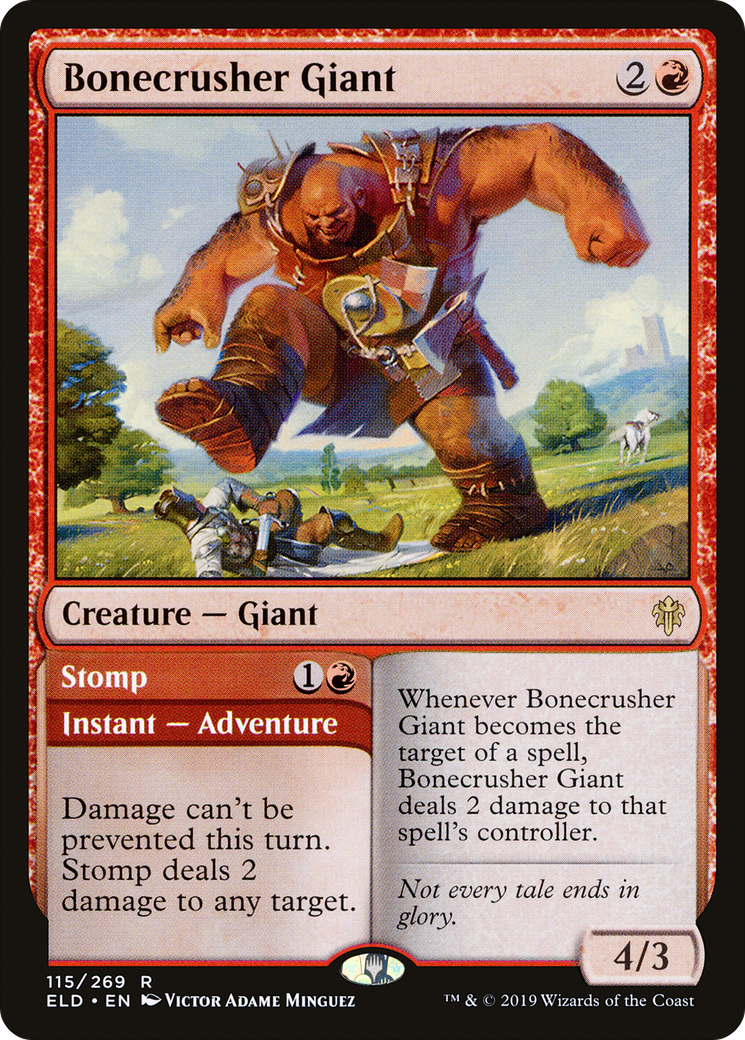 Bonecrusher Giant 2
Creature — Giant
Stomp 1
Instant — Adventure
Damage can't be
prevented this turn.
Stomp deals 2
damage to any target.
Whenever Bonecrusher
Giant becomes the
target of a spell,
Bonecrusher Giant
deals 2 damage to that
spell's controller.
Not every tale ends in
glory.
4/3
115/269 R
ELD • EN Victor Adame Minguez
™ & © 2019 Wizards of the Coast